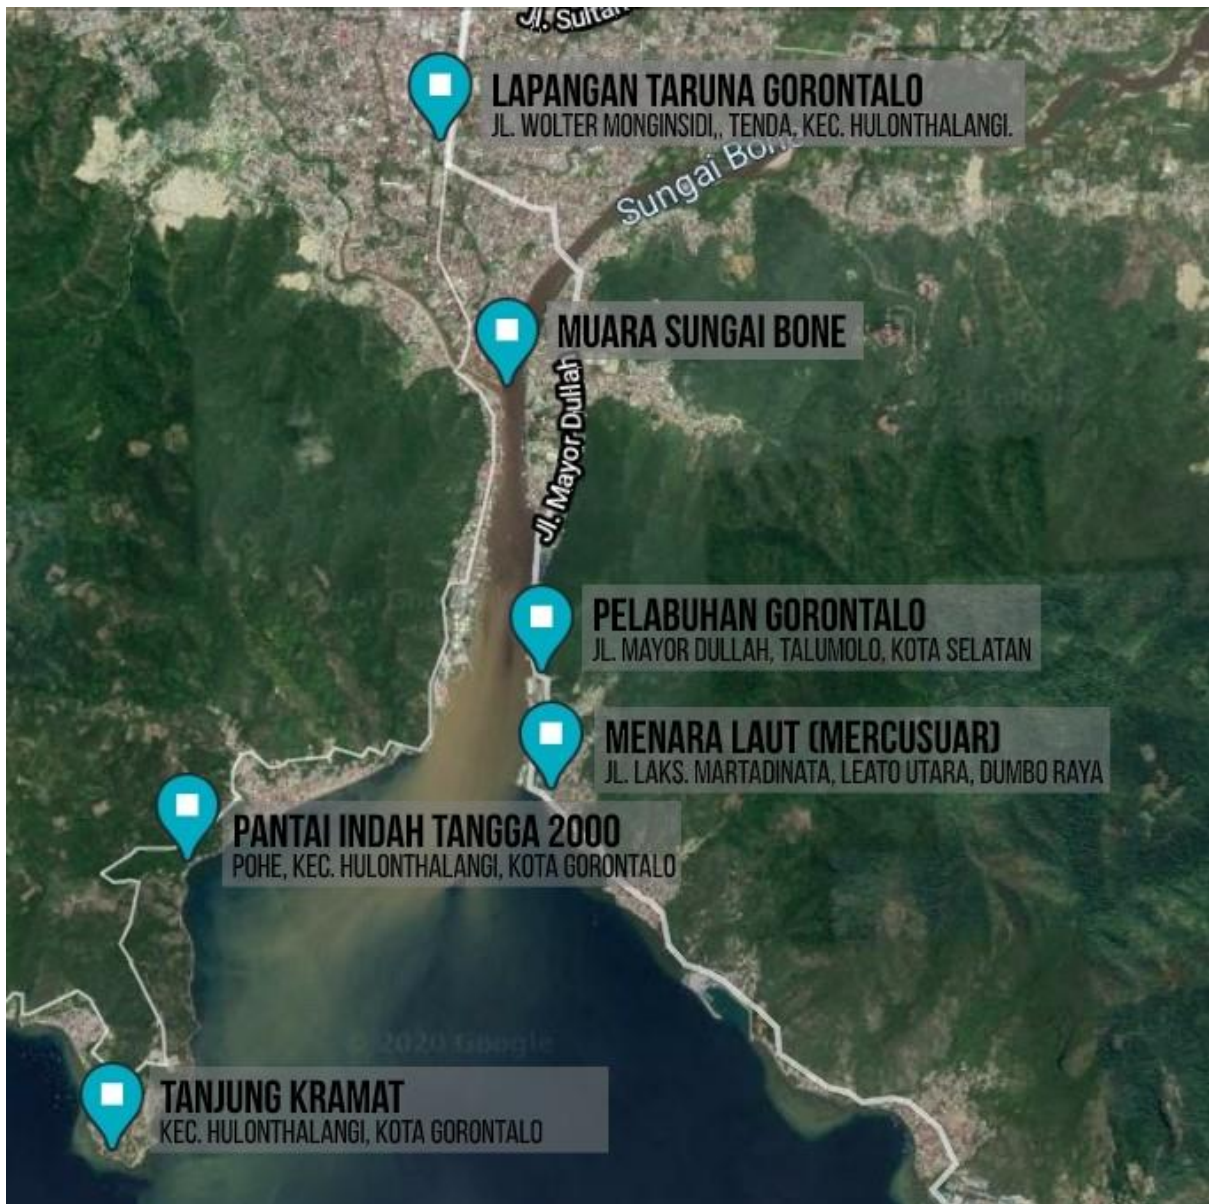 Jl. Sultan
LAPANGAN TARUNA GORONTALO
JL. WOLTER MONGINSIDI,, TENDA, KEC. HULONTHALANGI.
Sungai Bone
MUARA SUNGAI BONE
Jl. Mayor Dullah
PELABUHAN GORONTALO
JL. MAYOR DULLAH, TALUMOLO, KOTA SELATAN
MENARA LAUT (MERCUSUAR)
JL. LAKS. MARTADINATA, LEATO UTARA, DUMBO RAYA
PANTAI INDAH TANGGA 2000
POHE, KEC. HULONTHALANGI, KOTA GORONTALO
© 2020 Google
TANJUNG KRAMAT
KEC. HULONTHALANGI, KOTA GORONTALO